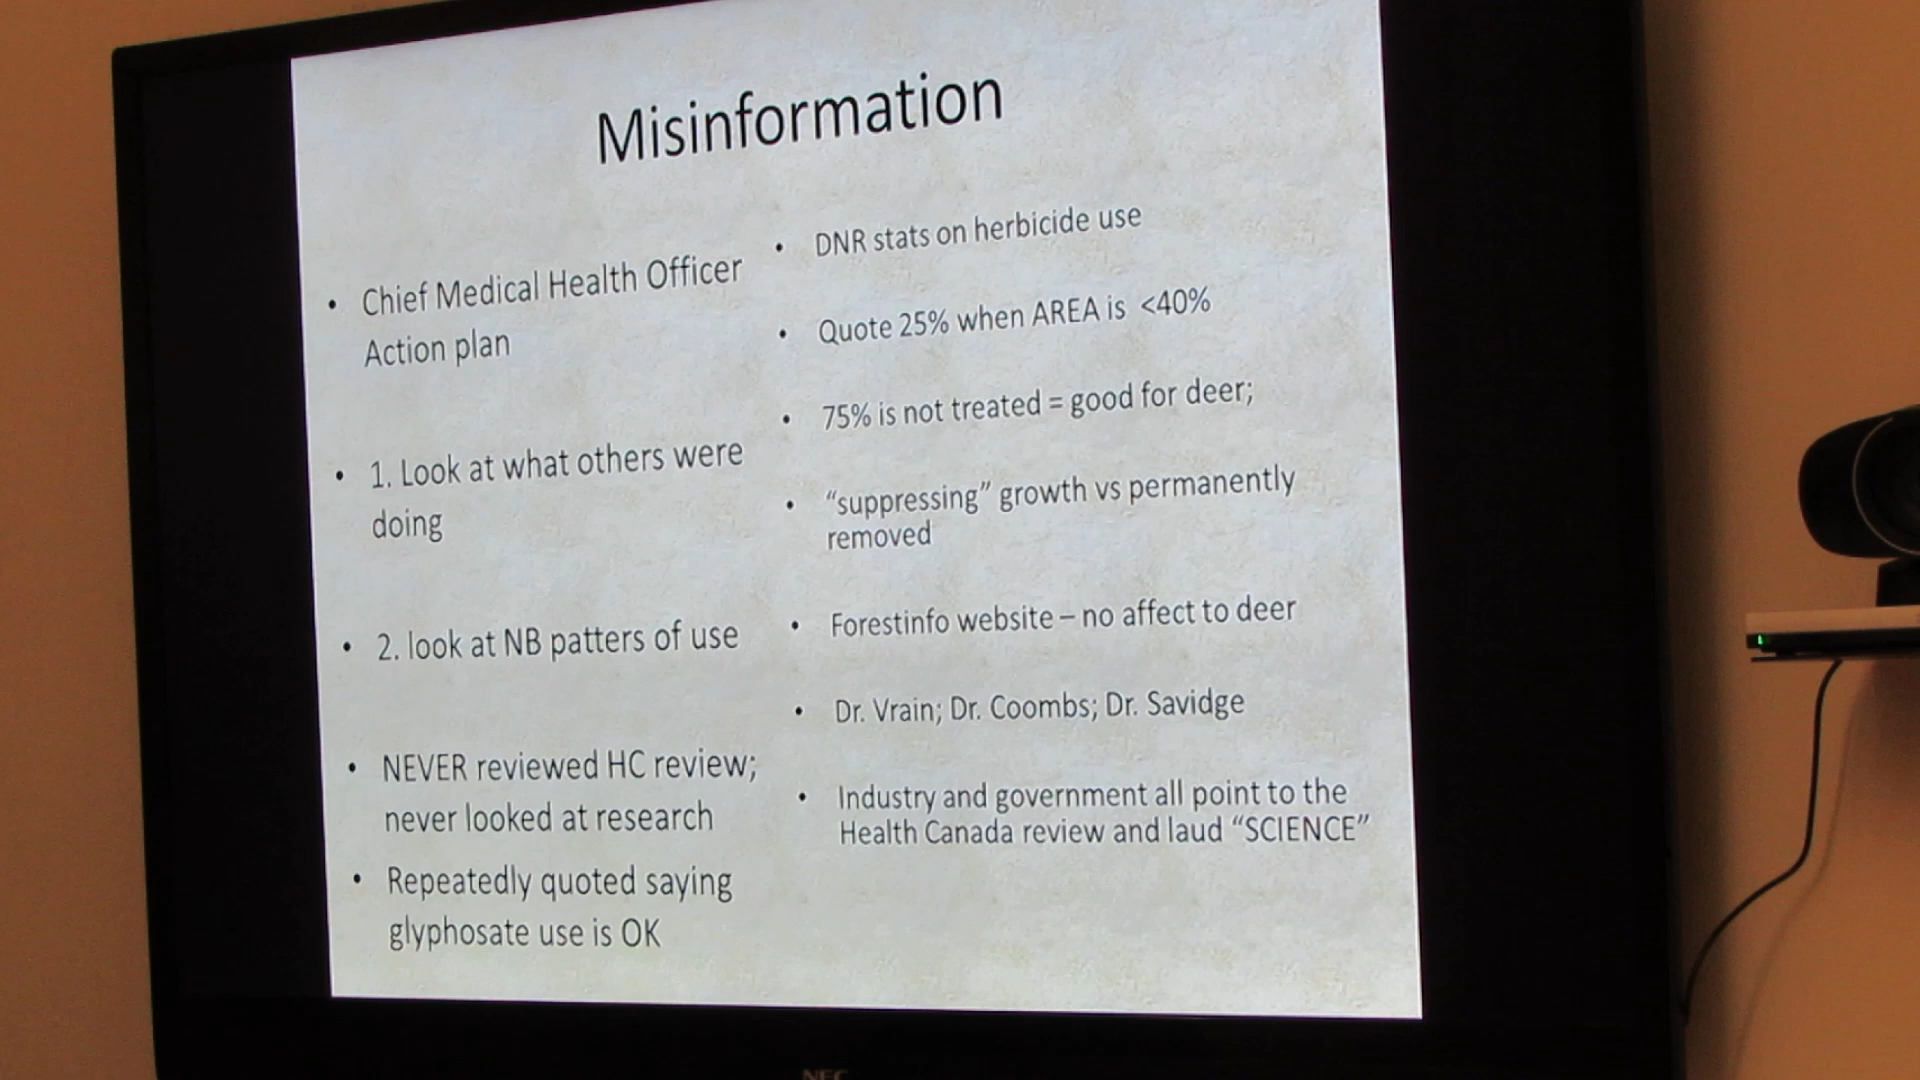 Misinformation
• Chief Medical Health Officer
Action plan
• 1. Look at what others were
doing
• 2. look at NB patters of use
• NEVER reviewed HC review;
never looked at research
• Repeatedly quoted saying
glyphosate use is OK
• DNR stats on herbicide use
• Quote 25% when AREA is <40%
• 75% is not treated = good for deer;
• “suppressing” growth vs permanently
removed
• Forestinfo website – no affect to deer
• Dr. Vrain; Dr. Coombs; Dr. Savidge
• Industry and government all point to the
Health Canada review and laud “SCIENCE”
NEC